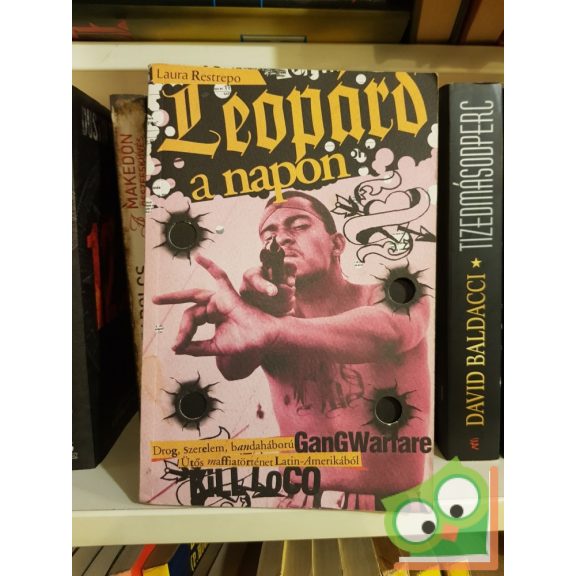 Laura Restrepo
Leopárd
a napon
Drog, szerelem, bandaháború GanGWarfare
Ütős maffiatörténet Latin-Amerikából
KiLL LoCO
MAKEDON
DAVID BALDACCI ★ TIZEDMÁSODPERC